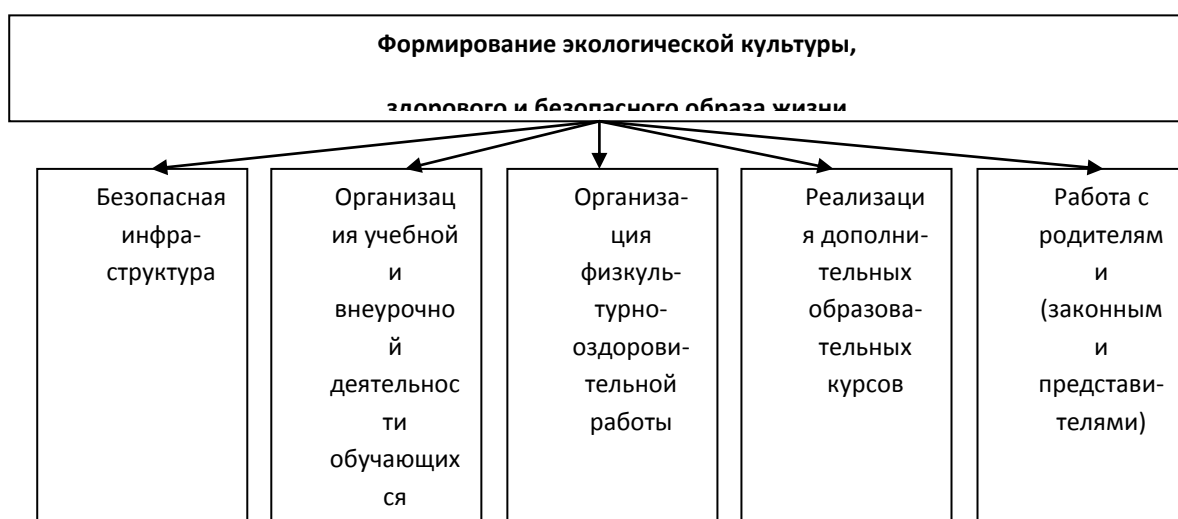 Формирование экологической культуры,
здорового и безопасного образа жизни
Безопасная
инфра-
структура
Организац
ия учебной
и
внеурочно
й
деятельнос
ти
обучающих
ся
Организа-
ция
физкуль-
турно-
оздорови-
тельной
работы
Реализаци
я дополни-
тельных
образова-
тельных
курсов
Работа с
родителям
и
(законным
и
представи-
телями)